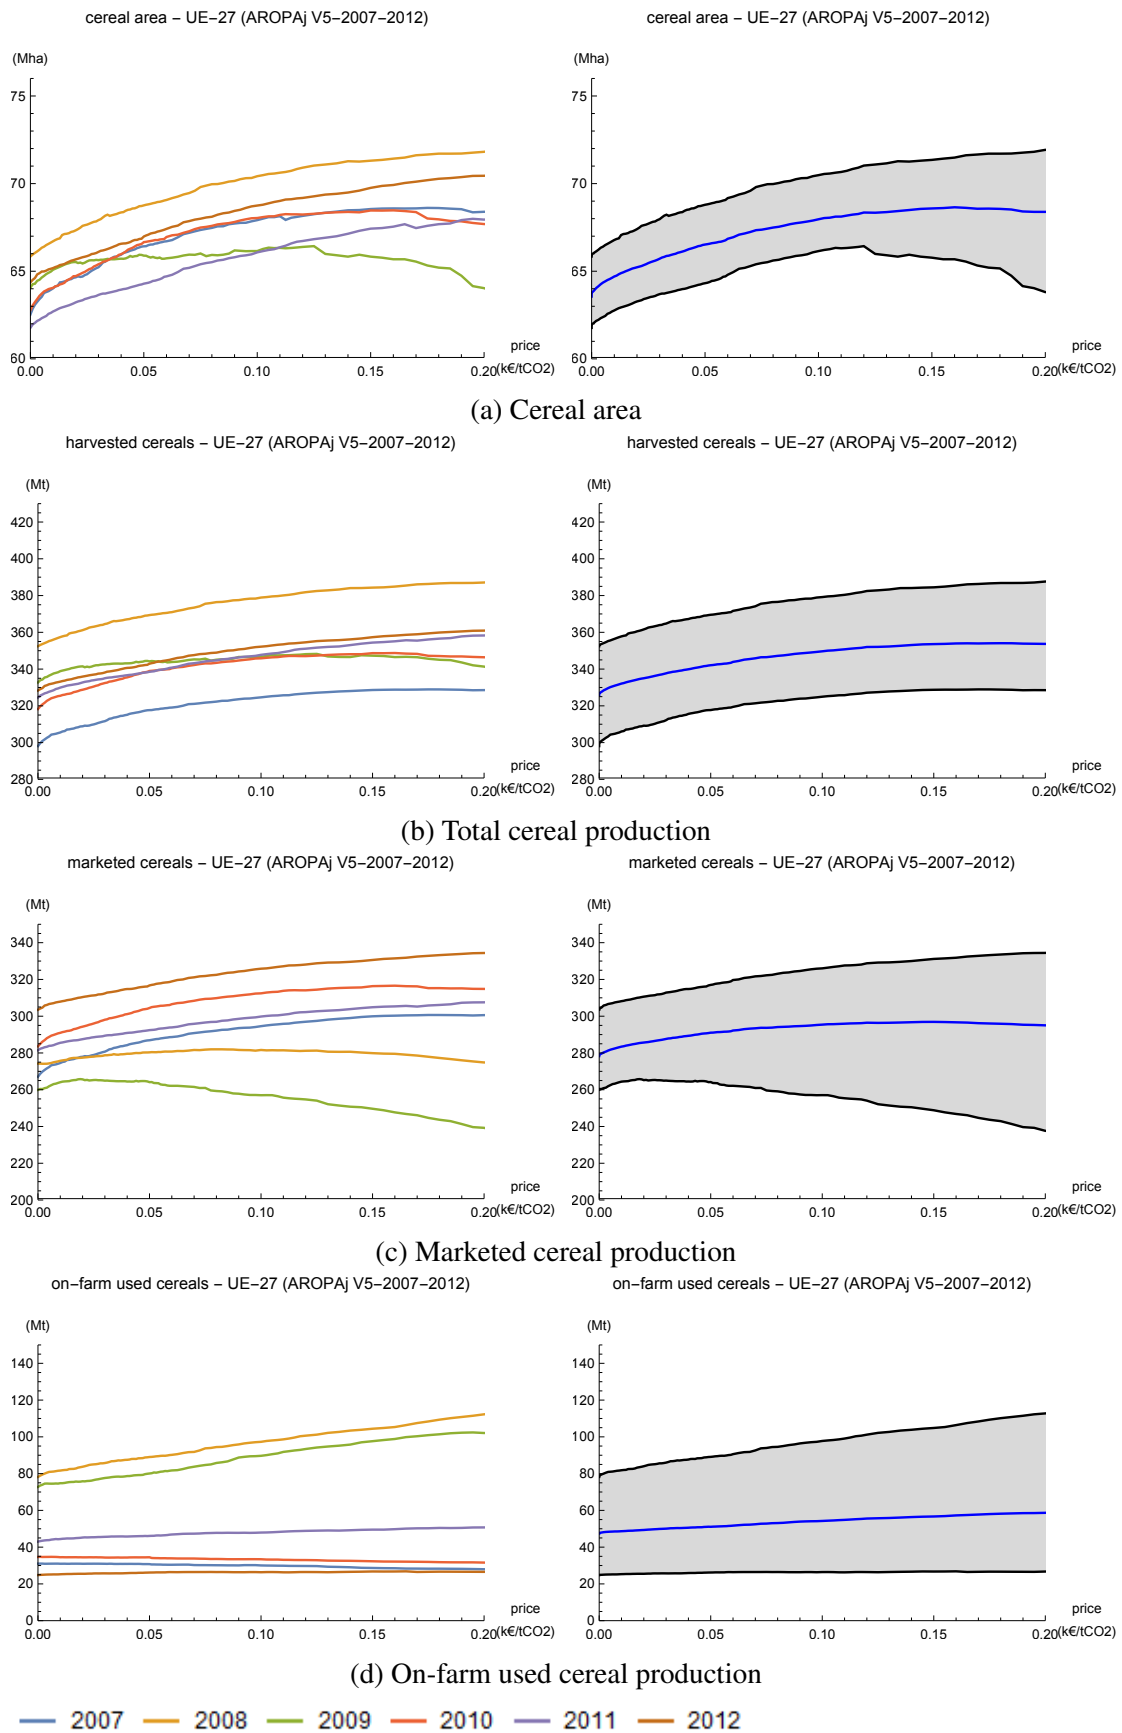 cereal area − UE−27 (AROPAj V5−2007−2012)
cereal area − UE−27 (AROPAj V5−2007−2012)
(Mha)
(Mha)
75
70
65
60
0.00
0.05
0.10
0.15
0.20
price
(k€/tCO2)
75
70
65
60
0.00
0.05
0.10
0.15
0.20
price
(k€/tCO2)
(a) Cereal area
harvested cereals − UE−27 (AROPAj V5−2007−2012)
harvested cereals − UE−27 (AROPAj V5−2007−2012)
(Mt)
(Mt)
420
400
380
360
340
320
300
280
0.00
0.05
0.10
0.15
0.20
price
(k€/tCO2)
420
400
380
360
340
320
300
280
0.00
0.05
0.10
0.15
0.20
price
(k€/tCO2)
(b) Total cereal production
marketed cereals − UE−27 (AROPAj V5−2007−2012)
marketed cereals − UE−27 (AROPAj V5−2007−2012)
(Mt)
(Mt)
340
320
300
280
260
240
220
200
0.00
0.05
0.10
0.15
0.20
price
(k€/tCO2)
340
320
300
280
260
240
220
200
0.00
0.05
0.10
0.15
0.20
price
(k€/tCO2)
(c) Marketed cereal production
on−farm used cereals − UE−27 (AROPAj V5−2007−2012)
on−farm used cereals − UE−27 (AROPAj V5−2007−2012)
(Mt)
(Mt)
140
120
100
80
60
40
20
0
0.00
0.05
0.10
0.15
0.20
price
(k€/tCO2)
140
120
100
80
60
40
20
0
0.00
0.05
0.10
0.15
0.20
price
(k€/tCO2)
(d) On-farm used cereal production
2007 2008 2009 2010 2011 2012